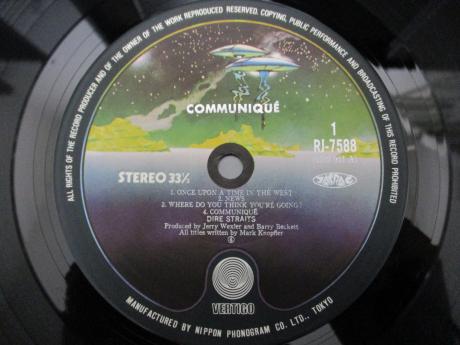 ALL RIGHTS OF THE RECORD PRODUCER AND OF THE OWNER OF THE WORK REPRODUCED RESERVED. COPYING, PUBLIC PERFORMANCE AND BROADCASTING OF THIS RECORD PROHIBITED
COMMUNIQUÉ
1
RJ-7588
STEREO 33⅓
1. ONCE UPON A TIME IN THE WEST
2. NEWS
3. WHERE DO YOU THINK YOU'RE GOING?
4. COMMUNIQUÉ
DIRE STRAITS
Produced by Jerry Wexler and Barry Beckett
All titles written by Mark Knopfler
VERTIGO
MANUFACTURED BY NIPPON PHONOGRAM CO. LTD., TOKYO